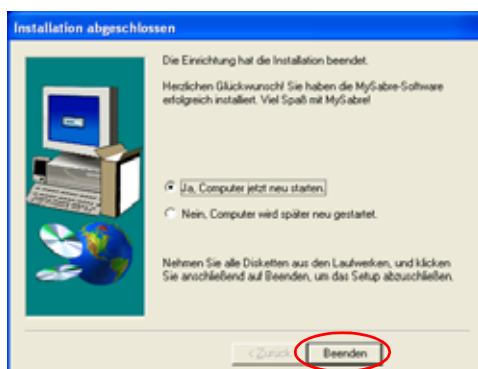 Installation abgeschlossen
Die Einrichtung hat die Installation beendet.
Herzlichen Glückwunsch! Sie haben die MySabre-Software
erfolgreich installiert. Viel Spaß mit MySabre!
Ja, Computer jetzt neu starten.
Nein, Computer wird später neu gestartet.
Nehmen Sie alle Disketten aus den Laufwerken, und klicken
Sie anschließend auf Beenden, um das Setup abzuschließen.
< Zurück
Beenden